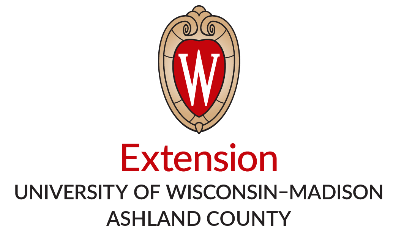 W
Extension
UNIVERSITY OF WISCONSIN–MADISON
ASHLAND COUNTY